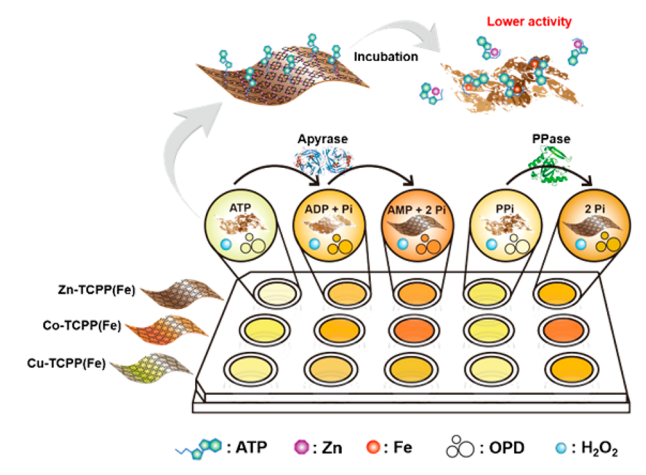 Lower activity
Incubation
Apyrase
PPase
ATP
ADP + Pi
AMP + 2 Pi
PPi
2 Pi
Zn-TCPP(Fe)
Co-TCPP(Fe)
Cu-TCPP(Fe)
: ATP : Zn : Fe : OPD : H₂O₂